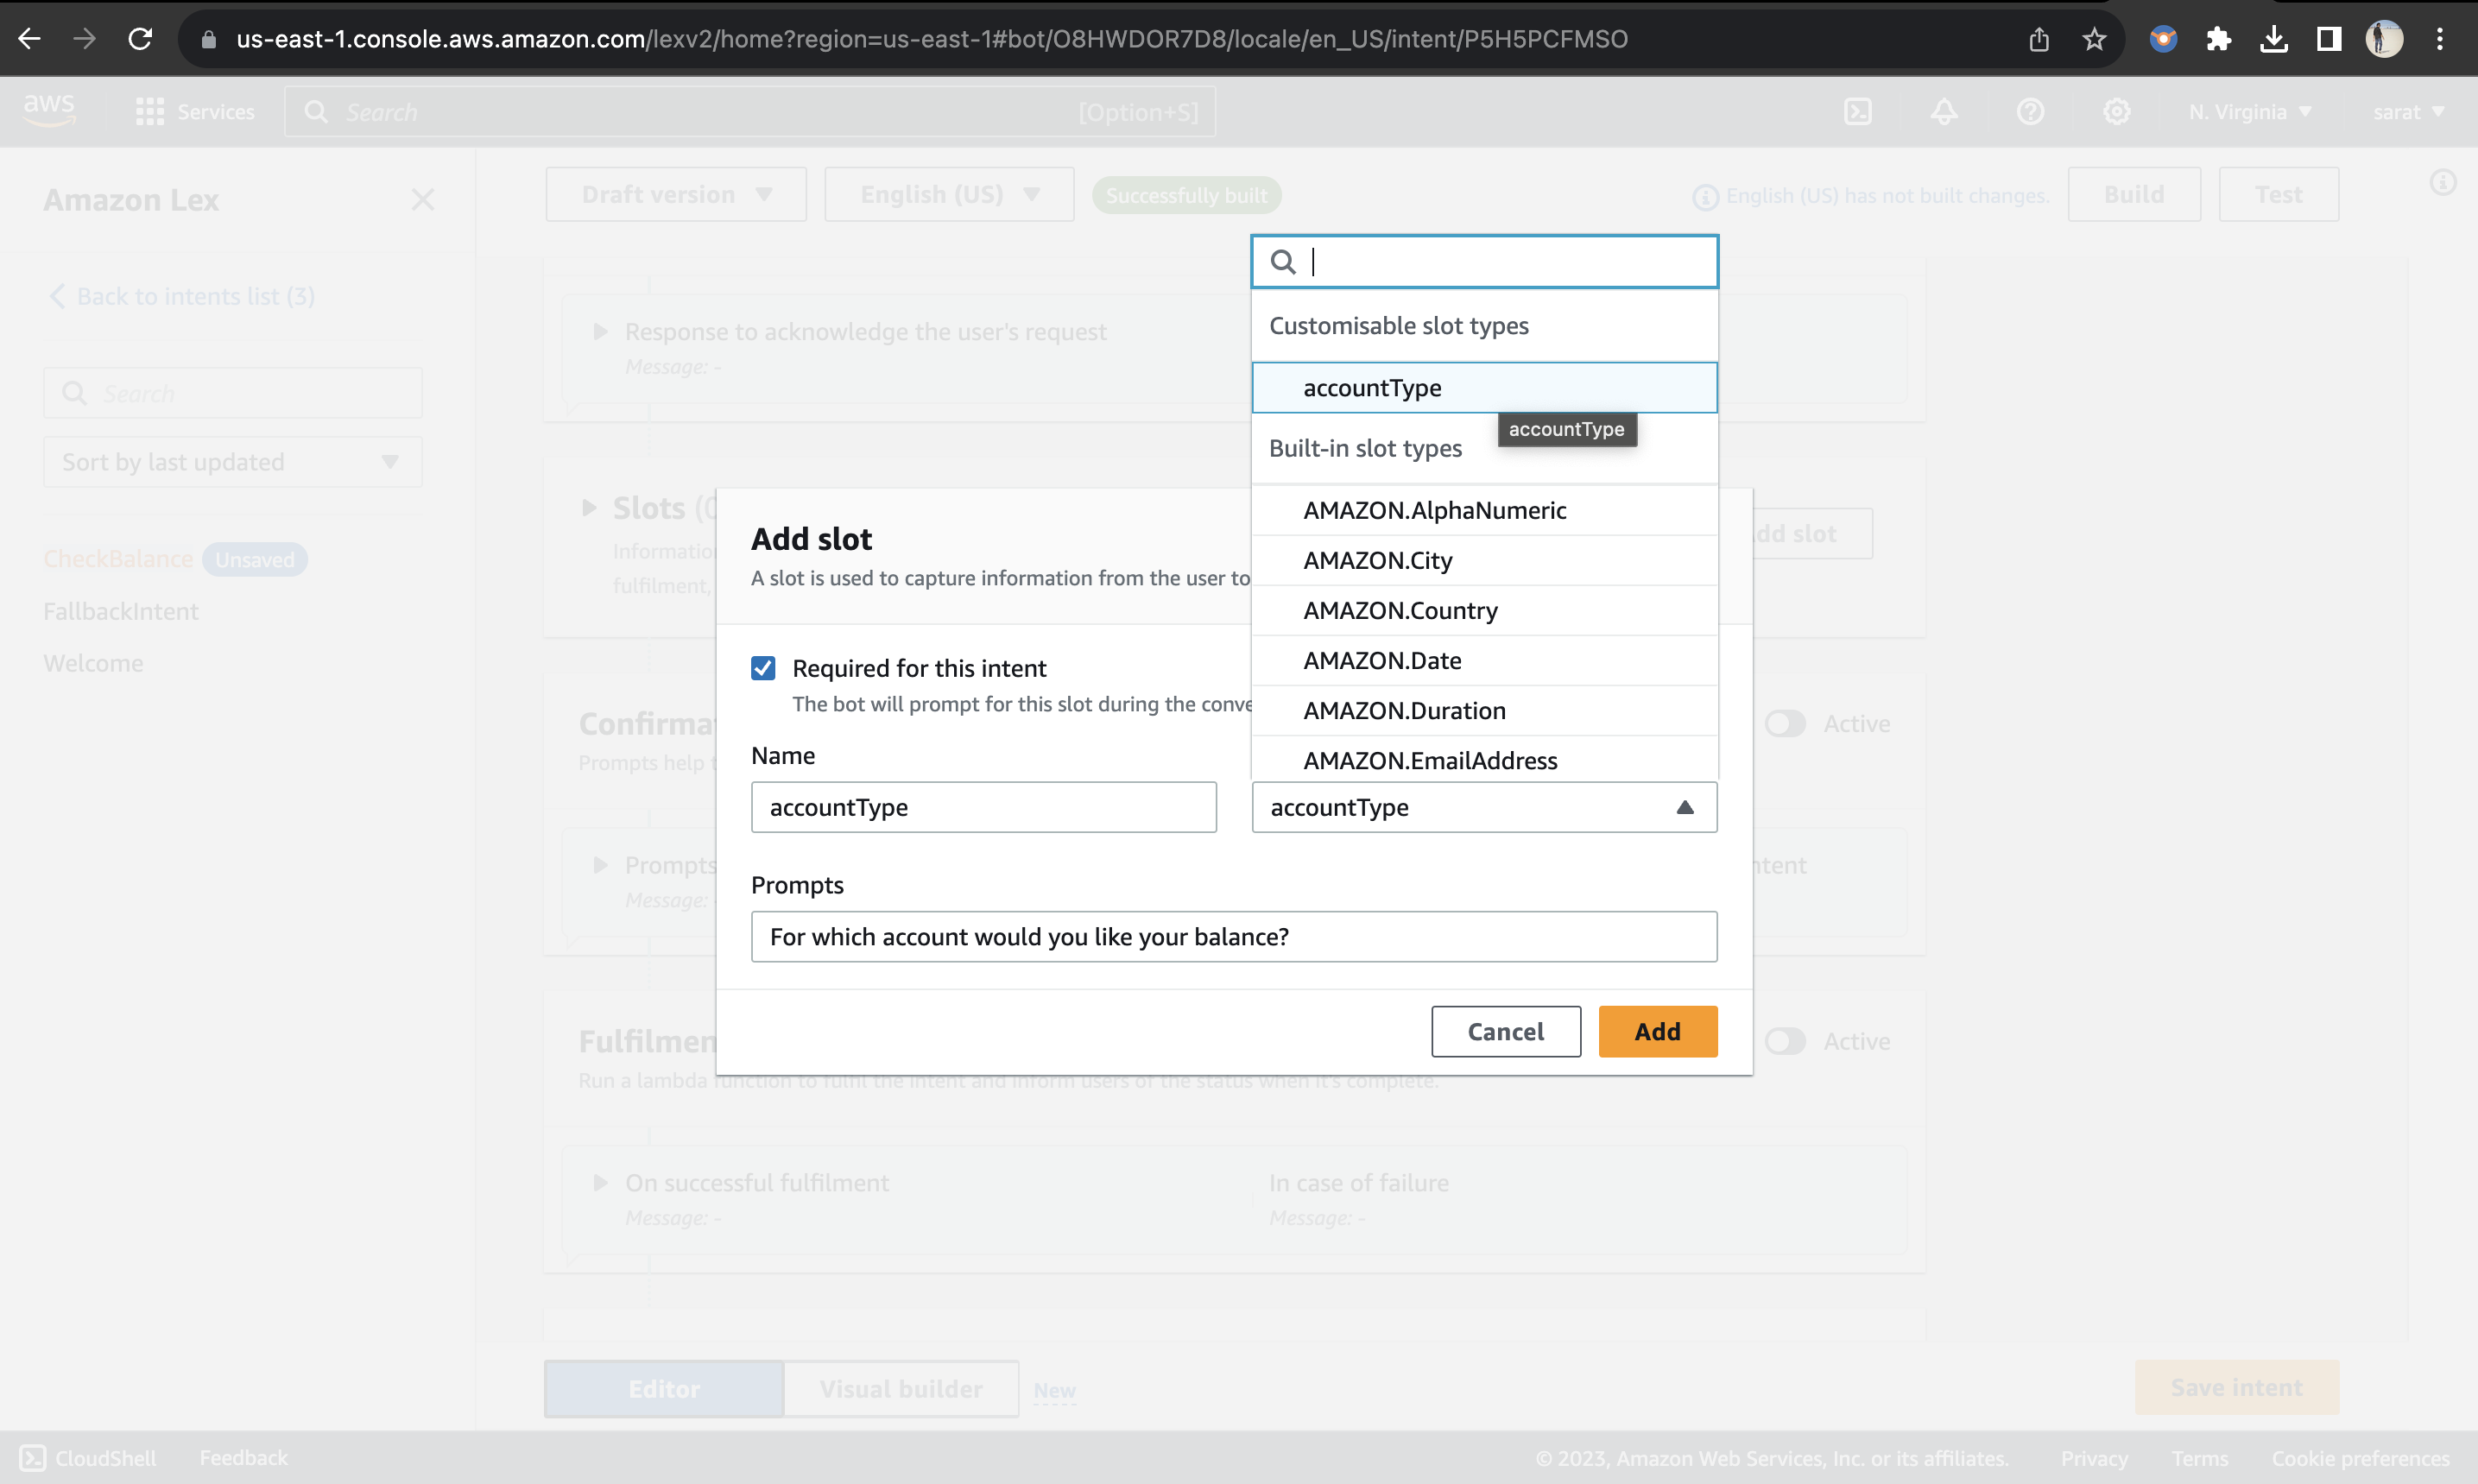 us-east-1.console.aws.amazon.com/lexv2/home?region=us-east-1#bot/O8HWDOR7D8/locale/en_US/intent/P5H5PCFMSO
aws
Services
Search
[Option+S]
N. Virginia
sarat
Amazon Lex
Draft version
English (US)
Successfully built
English (US) has not built changes.
Build
Test
Back to intents list (3)
Search
Sort by last updated
CheckBalance
Unsaved
FallbackIntent
Welcome
Response to acknowledge the user's request
Message: -
Customisable slot types
accountType
accountType
Built-in slot types
AMAZON.AlphaNumeric
AMAZON.City
AMAZON.Country
AMAZON.Date
AMAZON.Duration
AMAZON.EmailAddress
Slots
fulfilment,
slot
Add slot
A slot is used to capture information from the user to
Required for this intent
The bot will prompt for this slot during the conve
Name
accountType
accountType
Prompts
For which account would you like your balance?
Cancel
Add
Confirma
Prompts help t
Active
Prompts
Message: -
ntent
Fulfilmen
Run a lambda function to fulfil the intent and inform users of the status when it's complete.
Active
On successful fulfilment
Message: -
In case of failure
Message: -
Editor
Visual builder
New
Save intent
CloudShell
Feedback
© 2023, Amazon Web Services, Inc. or its affiliates.
Privacy
Terms
Cookie preferences